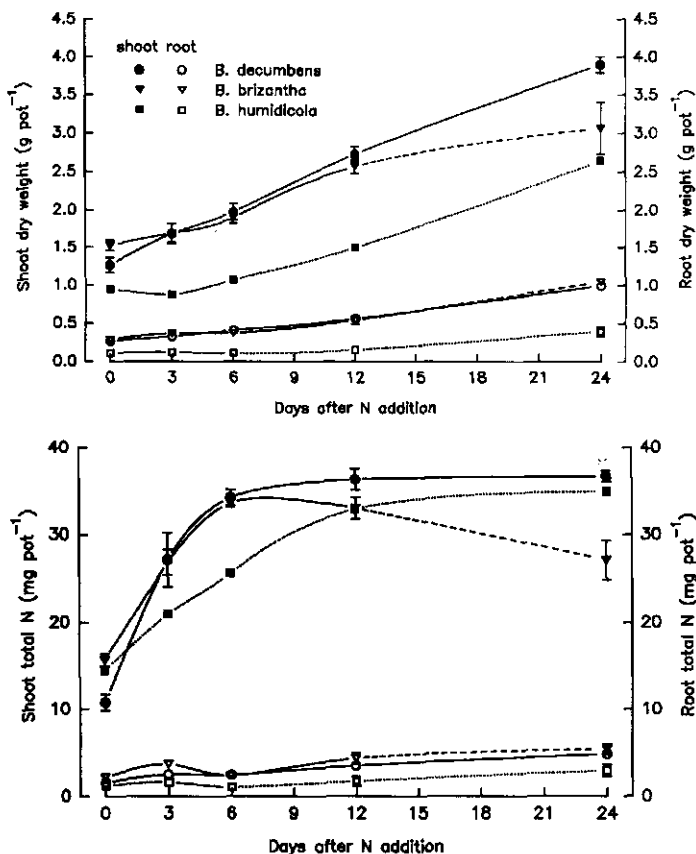 shoot root
B. decumbens
B. brizantha
B. humidicola
Shoot dry weight (g pot⁻¹)
4.5
4.0
3.5
3.0
2.5
2.0
1.5
1.0
0.5
0.0
4.5
4.0
3.5
3.0
2.5
2.0
1.5
1.0
0.5
0.0
Root dry weight (g pot⁻¹)
0 3 6 9 12 15 18 21 24
Days after N addition
Shoot total N (mg pot⁻¹)
40
30
20
10
0
40
30
20
10
0
Root total N (mg pot⁻¹)
0 3 6 9 12 15 18 21 24
Days after N addition